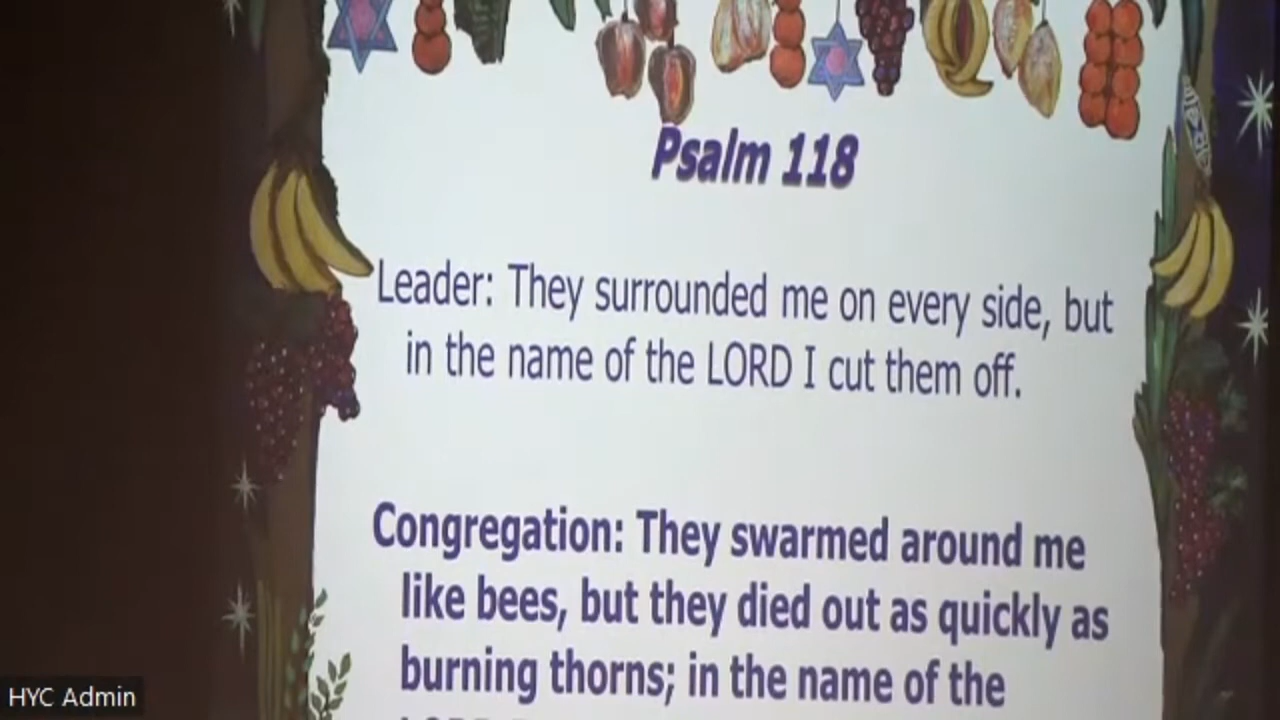 Psalm 118
Leader: They surrounded me on every side, but
in the name of the LORD I cut them off.
Congregation: They swarmed around me
like bees, but they died out as quickly as
burning thorns; in the name of the
HYC Admin